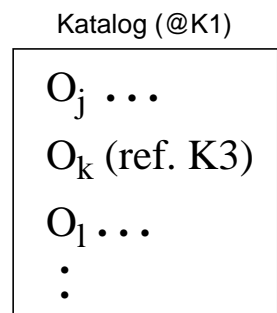 Katalog (@K1)
Oj ...
Ok (ref. K3)
Ol ...
: